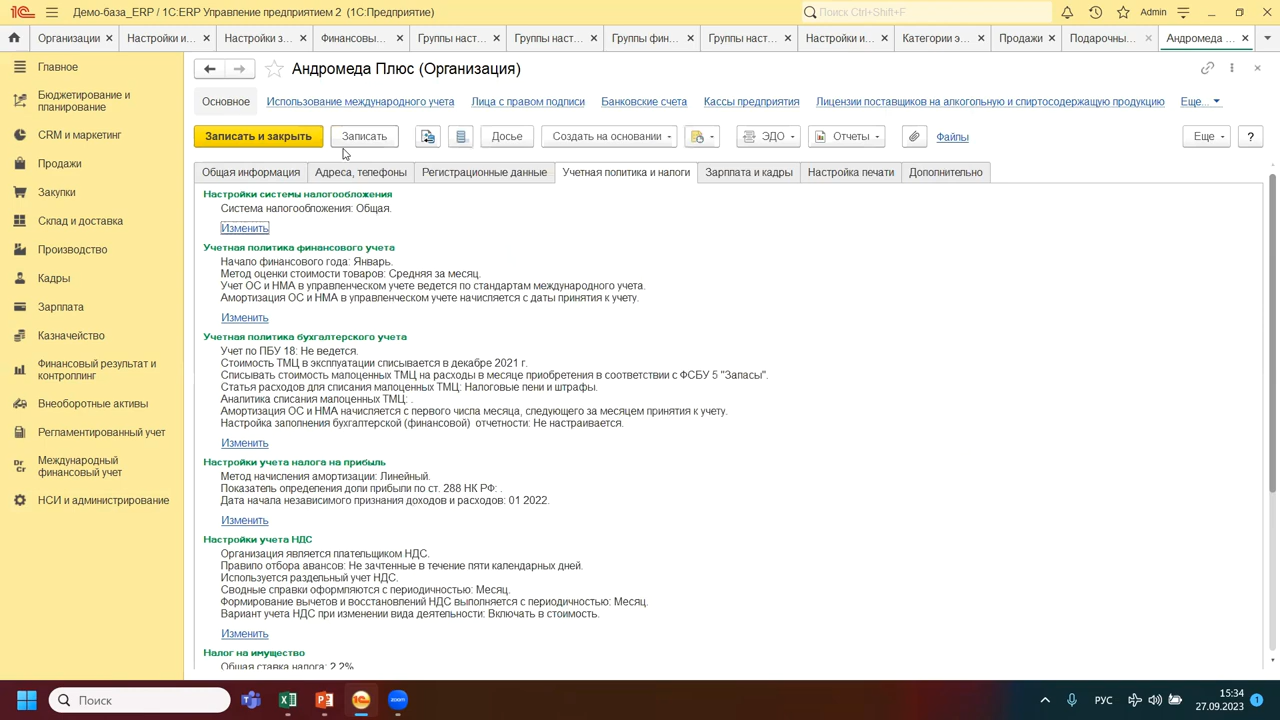 Демо-база_ERP / 1С:ERP Управление предприятием 2 (1С:Предприятие)
Поиск Ctrl+Shift+F
Admin
Организации
Настройки и...
Настройки з...
Финансовы...
Группы наст...
Группы наст...
Группы фин...
Группы наст...
Настройки и...
Категории э...
Продажи
Подарочны...
Андромеда ...
Главное
Бюджетирование и
планирование
CRM и маркетинг
Продажи
Закупки
Склад и доставка
Производство
Кадры
Зарплата
Казначейство
Финансовый результат и
контроллинг
Внеоборотные активы
Регламентированный учет
Международный
финансовый учет
НСИ и администрирование
Андромеда Плюс (Организация)
Основное
Использование международного учета
Лица с правом подписи
Банковские счета
Кассы предприятия
Лицензии поставщиков на алкогольную и спиртосодержащую продукцию
Еще...
Записать и закрыть
Записать
Досье
Создать на основании
ЭДО
Отчеты
Файлы
Еще
?
Общая информация
Адреса, телефоны
Регистрационные данные
Учетная политика и налоги
Зарплата и кадры
Настройка печати
Дополнительно
Настройки системы налогообложения
Система налогообложения: Общая.
Изменить
Учетная политика финансового учета
Начало финансового года: Январь.
Метод оценки стоимости товаров: Средняя за месяц.
Учет ОС и НМА в управленческом учете ведется по стандартам международного учета.
Амортизация ОС и НМА в управленческом учете начисляется с даты принятия к учету.
Изменить
Учетная политика бухгалтерского учета
Учет по ПБУ 18: Не ведется.
Стоимость ТМЦ в эксплуатации списывается в декабре 2021 г.
Списывать стоимость малоценных ТМЦ на расходы в месяце приобретения в соответствии с ФСБУ 5 "Запасы".
Статья расходов для списания малоценных ТМЦ: Налоговые пени и штрафы.
Аналитика списания малоценных ТМЦ: .
Амортизация ОС и НМА начисляется с первого числа месяца, следующего за месяцем принятия к учету.
Настройка заполнения бухгалтерской (финансовой) отчетности: Не настраивается.
Изменить
Настройки учета налога на прибыль
Метод начисления амортизации: Линейный.
Показатель определения доли прибыли по ст. 288 НК РФ: .
Дата начала независимого признания доходов и расходов: 01 2022.
Изменить
Настройки учета НДС
Организация является плательщиком НДС.
Правило отбора авансов: Не зачтенные в течение пяти календарных дней.
Используется раздельный учет НДС.
Сводные справки оформляются с периодичностью: Месяц.
Формирование вычетов и восстановлений НДС выполняется с периодичностью: Месяц.
Вариант учета НДС при изменении вида деятельности: Включать в стоимость.
Изменить
Налог на имущество
Общая ставка налога: 2,2%
Поиск
zoom
РУС
15:34
27.09.2023